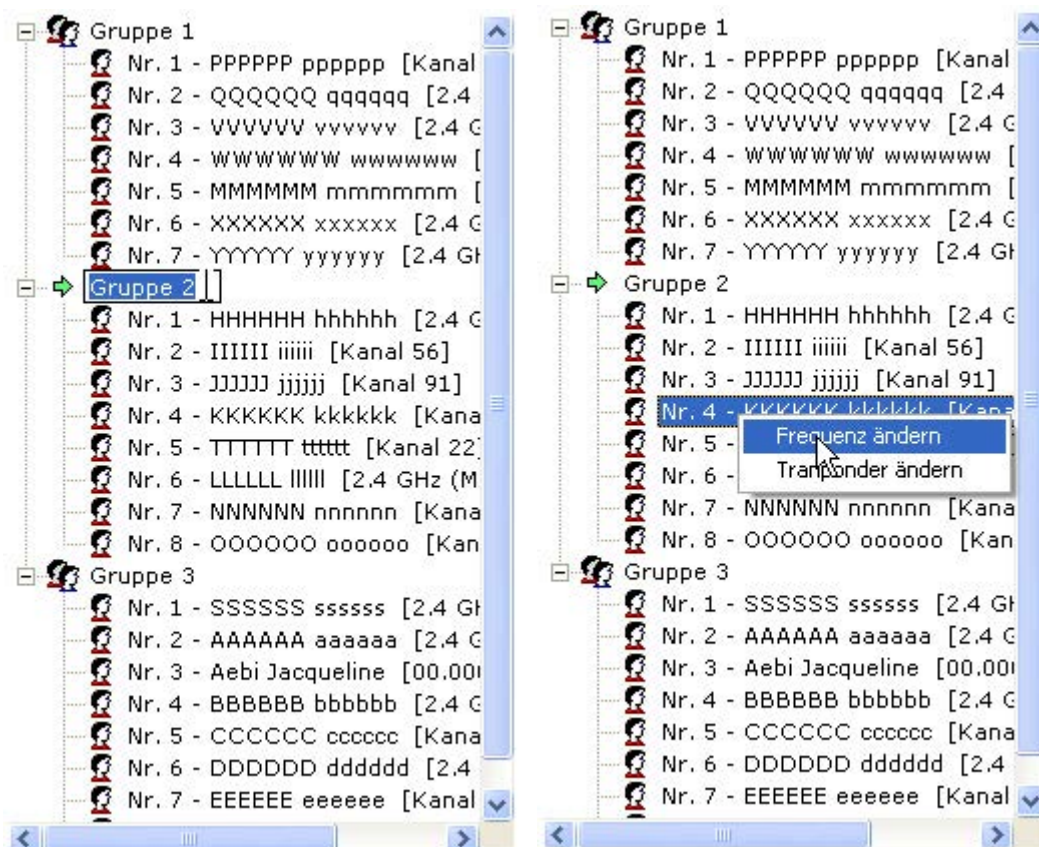 Gruppe 1
Nr. 1 - PPPPPP pppppp [Kanal
Nr. 2 - QQQQQQ qqqqqq [2.4
Nr. 3 - VVVVVV vvvvvv [2.4 G
Nr. 4 - WWWWWW wwwwww [
Nr. 5 - MMMMMM mmmmmm [
Nr. 6 - XXXXXX xxxxxx [2.4 G
Nr. 7 - YYYYYY yyyyyy [2.4 GH
Gruppe 2
Nr. 1 - HHHHHH hhhhhh [2.4 G
Nr. 2 - IIIIII iiiiii [Kanal 56]
Nr. 3 - JJJJJJ jjjjjj [Kanal 91]
Nr. 4 - KKKKKK kkkkkk [Kana
Nr. 5 - TTTTTT tttttt [Kanal 22]
Nr. 6 - LLLLLL llllll [2.4 GHz (M
Nr. 7 - NNNNNN nnnnnn [Kana
Nr. 8 - OOOOOO oooooo [Kan
Gruppe 3
Nr. 1 - SSSSSS ssssss [2.4 GH
Nr. 2 - AAAAAA aaaaaa [2.4 G
Nr. 3 - Aebi Jacqueline [00.00
Nr. 4 - BBBBBB bbbbbb [2.4 G
Nr. 5 - CCCCCC cccccc [Kana
Nr. 6 - DDDDDD dddddd [2.4
Nr. 7 - EEEEEE eeeeee [Kanal
Gruppe 1
Nr. 1 - PPPPPP pppppp [Kanal
Nr. 2 - QQQQQQ qqqqqq [2.4
Nr. 3 - VVVVVV vvvvvv [2.4 G
Nr. 4 - WWWWWW wwwwww [
Nr. 5 - MMMMMM mmmmmm [
Nr. 6 - XXXXXX xxxxxx [2.4 G
Nr. 7 - YYYYYY yyyyyy [2.4 GH
Gruppe 2
Nr. 1 - HHHHHH hhhhhh [2.4 G
Nr. 2 - IIIIII iiiiii [Kanal 56]
Nr. 3 - JJJJJJ jjjjjj [Kanal 91]
Nr. 4 - KKKKKK kkkkkk [Kana
Frequenz ändern
Nr. 5 -
Tranponder ändern
Nr. 6 -
Nr. 7 - NNNNNN nnnnnn [Kana
Nr. 8 - OOOOOO oooooo [Kan
Gruppe 3
Nr. 1 - SSSSSS ssssss [2.4 GH
Nr. 2 - AAAAAA aaaaaa [2.4 G
Nr. 3 - Aebi Jacqueline [00.00
Nr. 4 - BBBBBB bbbbbb [2.4 G
Nr. 5 - CCCCCC cccccc [Kana
Nr. 6 - DDDDDD dddddd [2.4
Nr. 7 - EEEEEE eeeeee [Kanal